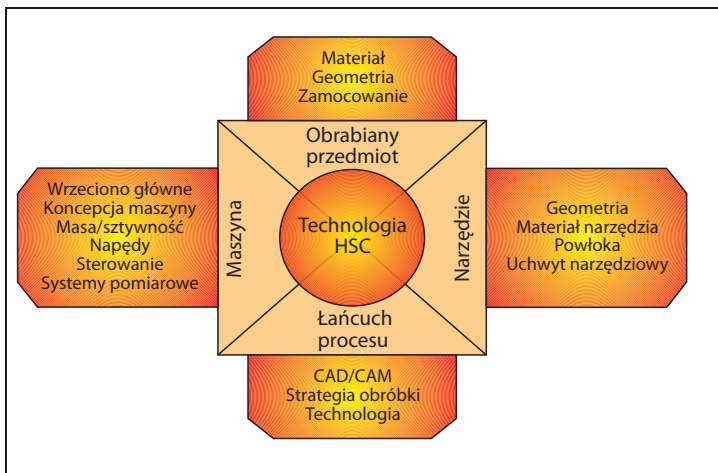 Materiał
Geometria
Zamocowanie
Obrabiany
przedmiot
Wrzeciono główne
Koncepcja maszyny
Masa/sztywność
Napędy
Sterowanie
Systemy pomiarowe
Maszyna
Technologia
HSC
Narzędzie
Geometria
Materiał narzędzia
Powłoka
Uchwyt narzędziowy
Łańcuch
procesu
CAD/CAM
Strategia obróbki
Technologia